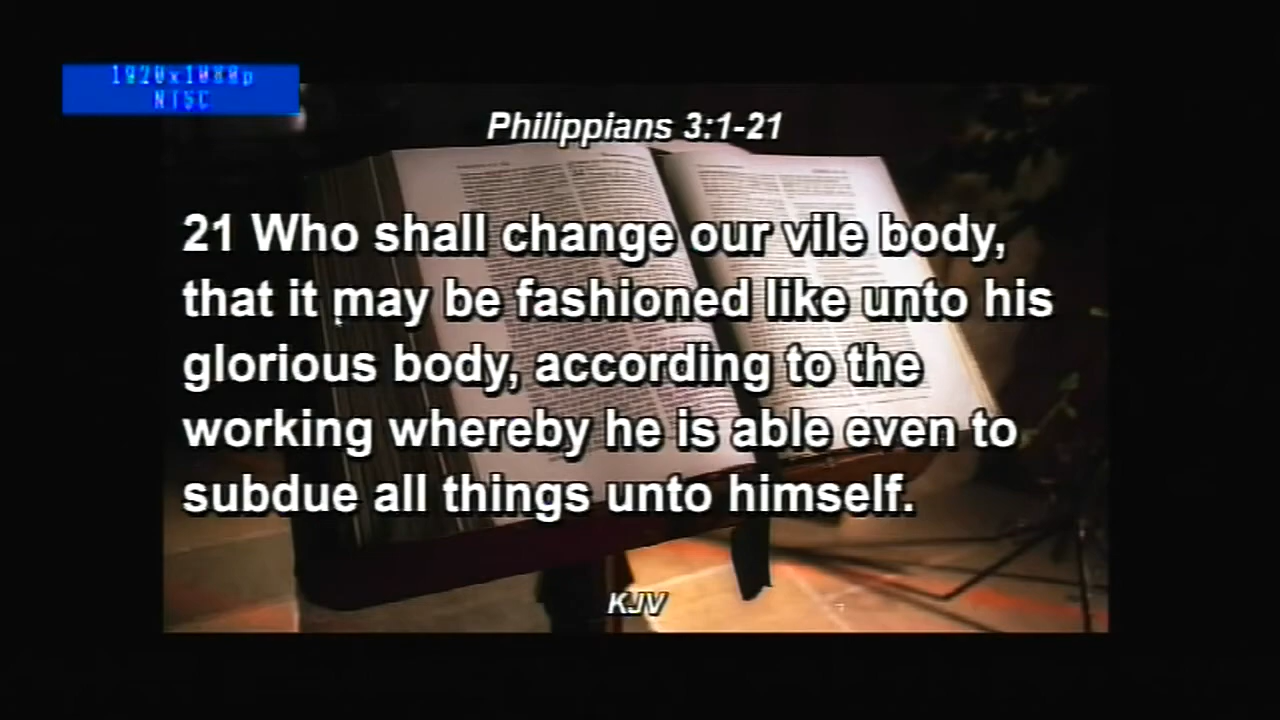 1920x1080p
NTSC
Philippians 3:1-21
21 Who shall change our vile body,
that it may be fashioned like unto his
glorious body, according to the
working whereby he is able even to
subdue all things unto himself.
KJV